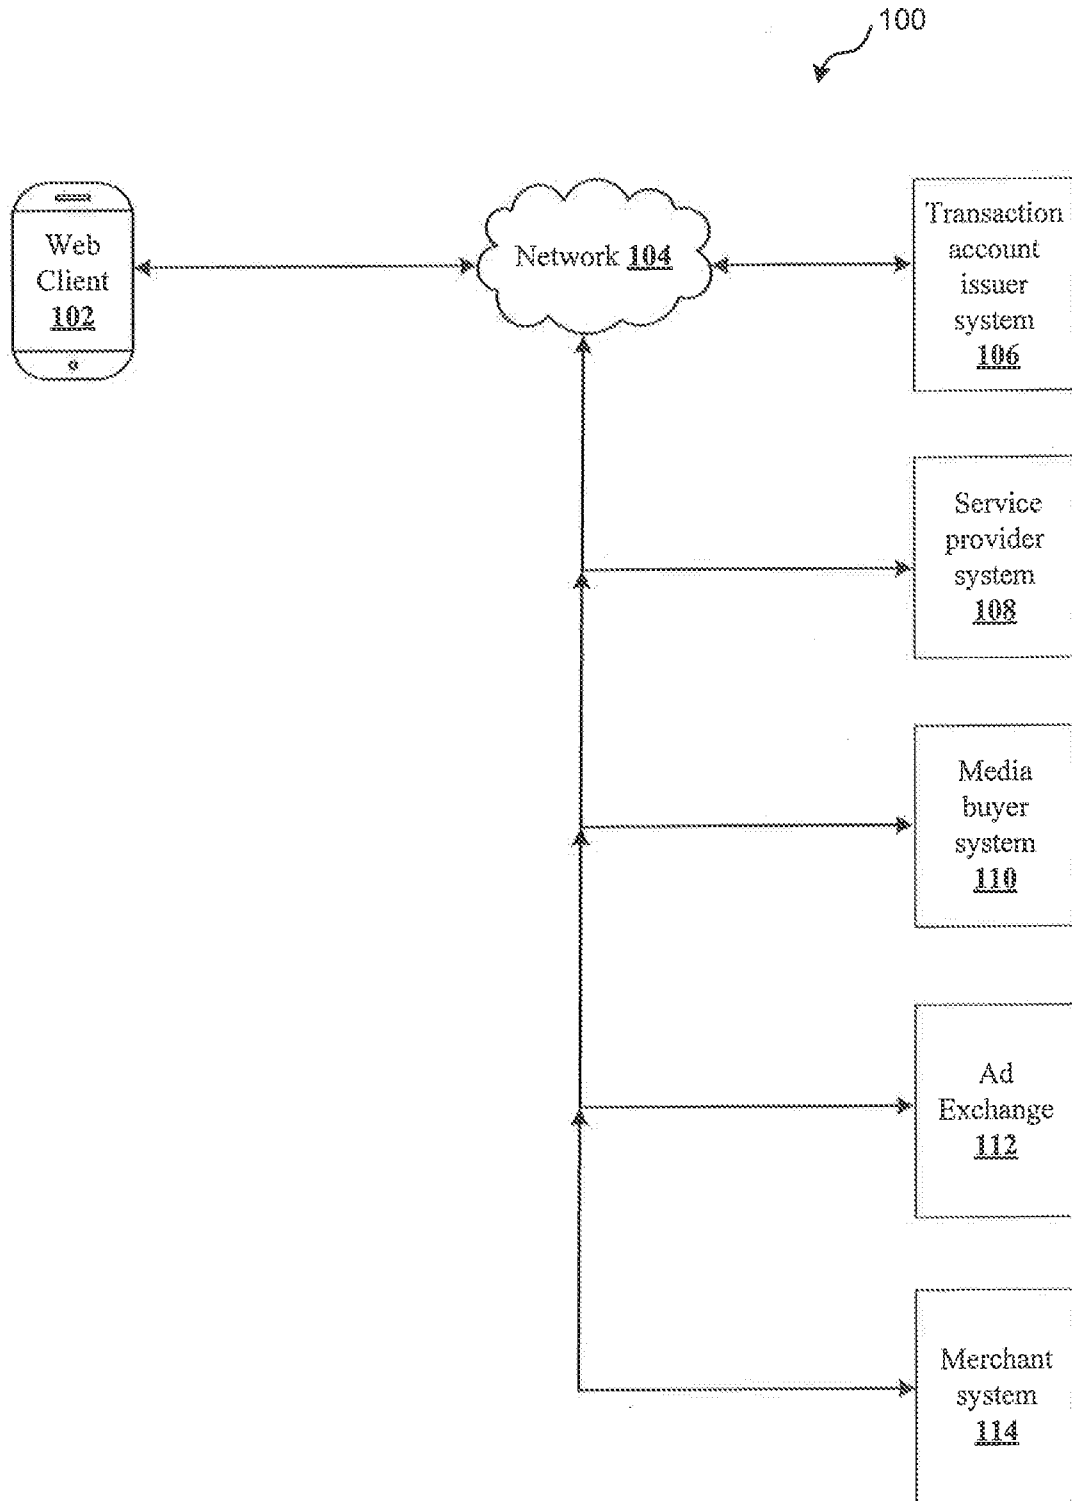 100
Web
Client
102
Network 104
Transaction
account
issuer
system
106
Service
provider
system
108
Media
buyer
system
110
Ad
Exchange
112
Merchant
system
114